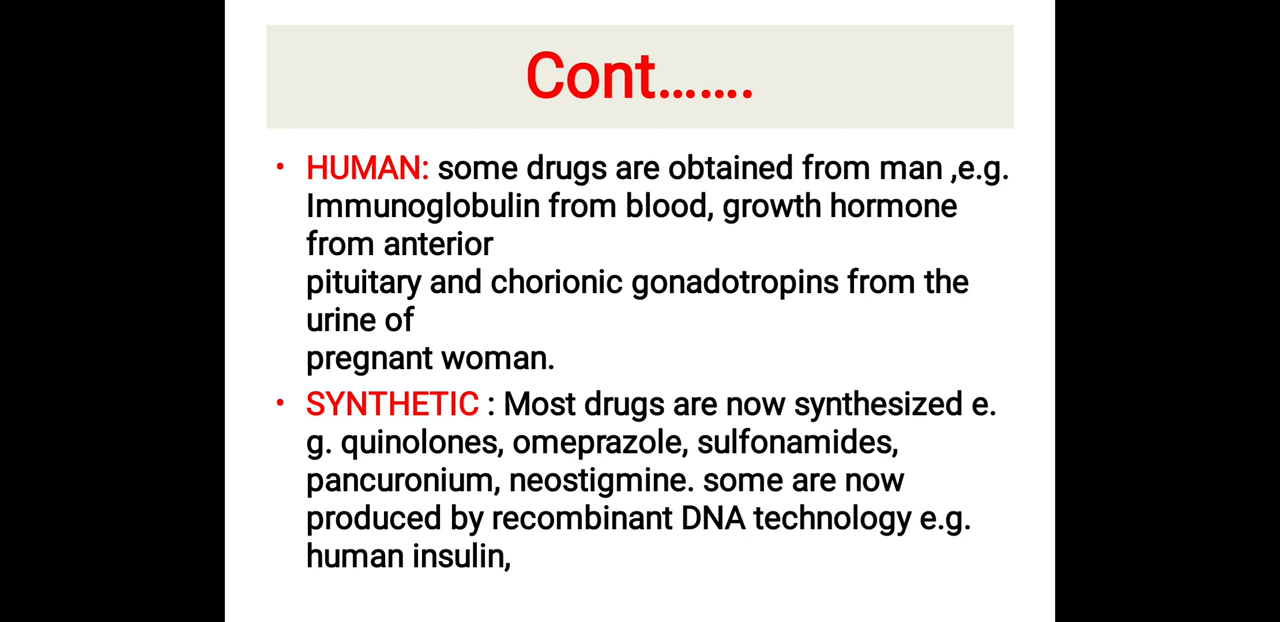 Cont…….
• HUMAN: some drugs are obtained from man ,e.g.
Immunoglobulin from blood, growth hormone
from anterior
pituitary and chorionic gonadotropins from the
urine of
pregnant woman.
• SYNTHETIC : Most drugs are now synthesized e.
g. quinolones, omeprazole, sulfonamides,
pancuronium, neostigmine. some are now
produced by recombinant DNA technology e.g.
human insulin,